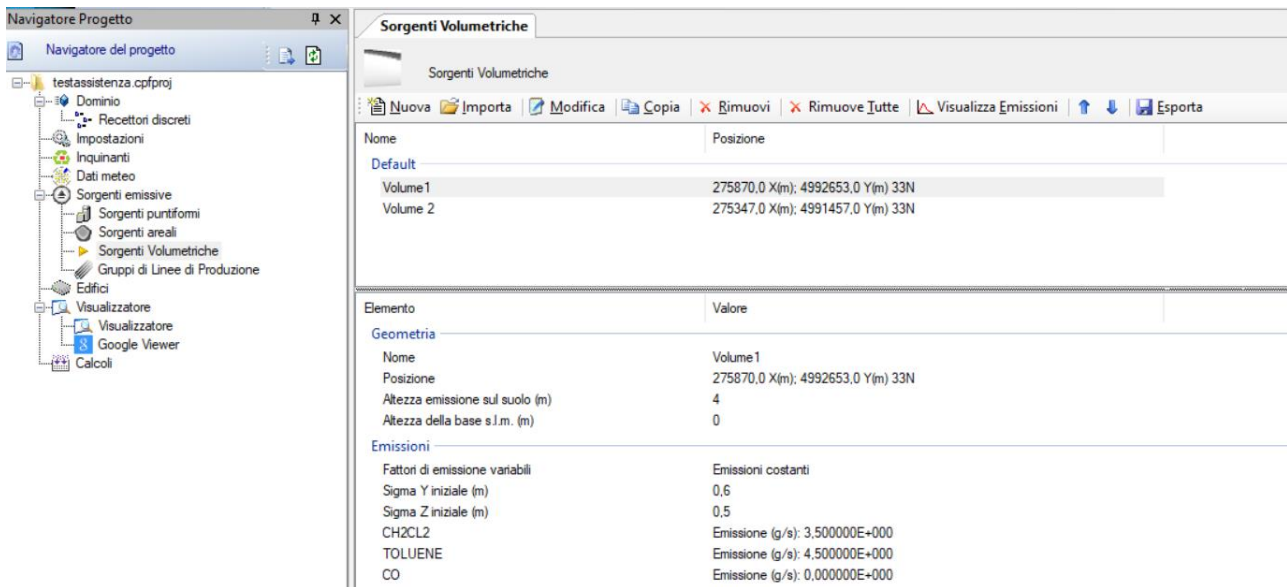 Navigatore Progetto
Navigatore del progetto
testassistenza.cpfproj
Dominio
Recettori discreti
Impostazioni
Inquinanti
Dati meteo
Sorgenti emissive
Sorgenti puntiformi
Sorgenti areali
Sorgenti Volumetriche
Gruppi di Linee di Produzione
Edifici
Visualizzatore
Visualizzatore
Google Viewer
Calcoli
Sorgenti Volumetriche
Sorgenti Volumetriche
Nuova Importa Modifica Copia Rimuovi Rimuove Tutte Visualizza Emissioni Esporta
Nome Posizione
Default
Volume1 275870,0 X(m); 4992653,0 Y(m) 33N
Volume 2 275347,0 X(m); 4991457,0 Y(m) 33N
Elemento Valore
Geometria
Nome Volume1
Posizione 275870,0 X(m); 4992653,0 Y(m) 33N
Altezza emissione sul suolo (m) 4
Altezza della base s.l.m. (m) 0
Emissioni
Fattori di emissione variabili Emissioni costanti
Sigma Y iniziale (m) 0,6
Sigma Z iniziale (m) 0,5
CH2CL2 Emissione (g/s): 3,500000E+000
TOLUENE Emissione (g/s): 4,500000E+000
CO Emissione (g/s): 0,000000E+000